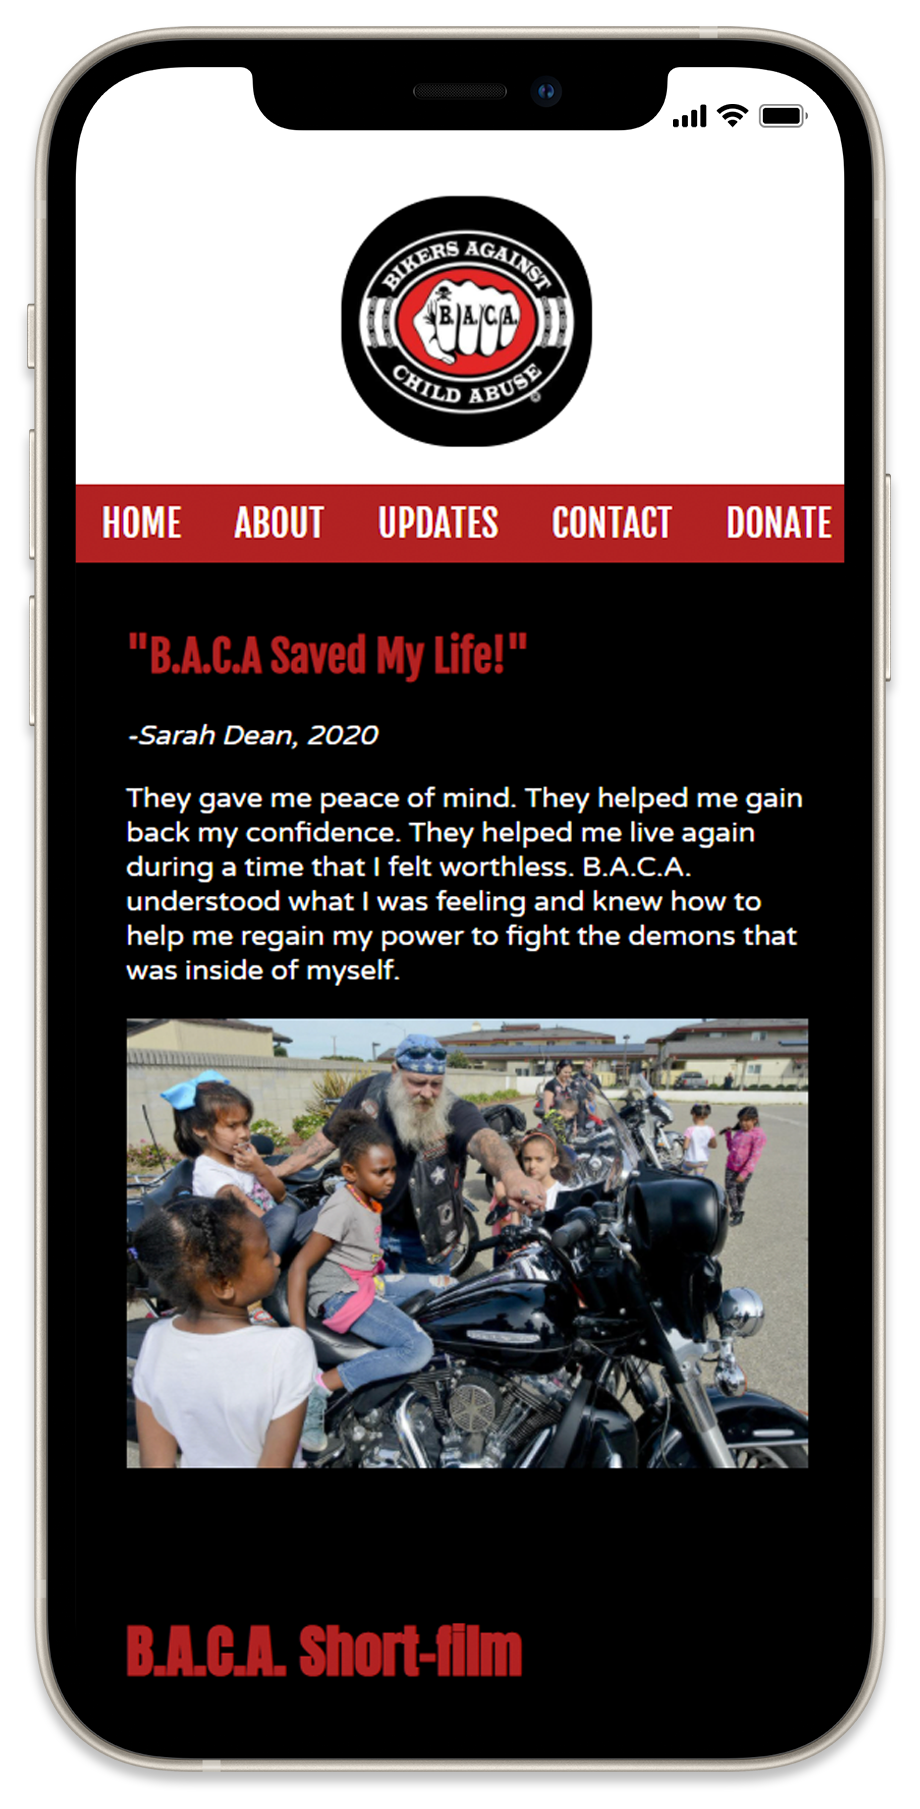 BIKERS AGAINST
B.A.C.A.
CHILD ABUSE
©
HOME ABOUT UPDATES CONTACT DONATE
"B.A.C.A Saved My Life!"
-Sarah Dean, 2020
They gave me peace of mind. They helped me gain
back my confidence. They helped me live again
during a time that I felt worthless. B.A.C.A.
understood what I was feeling and knew how to
help me regain my power to fight the demons that
was inside of myself.
B.A.C.A. Short-film